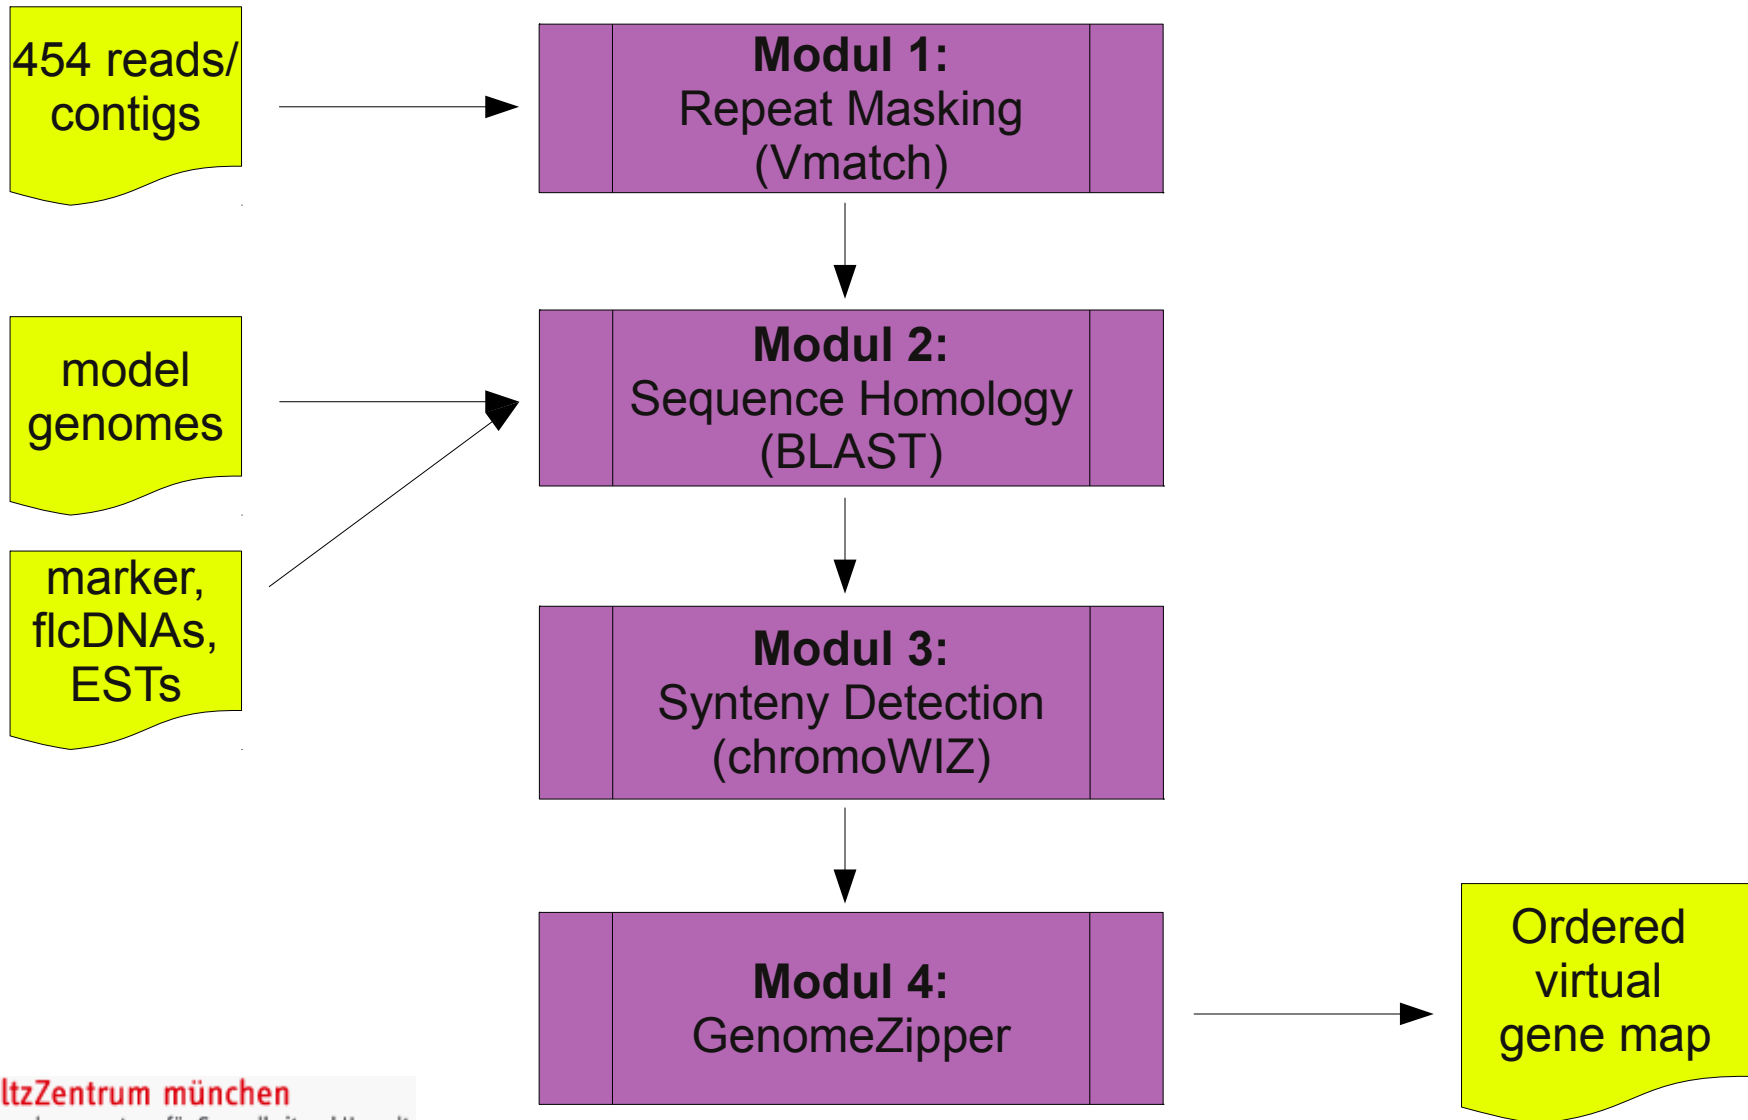 454 reads/
contigs
Modul 1:
Repeat Masking
(Vmatch)
model
genomes
Modul 2:
Sequence Homology
(BLAST)
marker,
flcDNAs,
ESTs
Modul 3:
Synteny Detection
(chromoWIZ)
Modul 4:
GenomeZipper
Ordered
virtual
gene map
ltzZentrum münchen